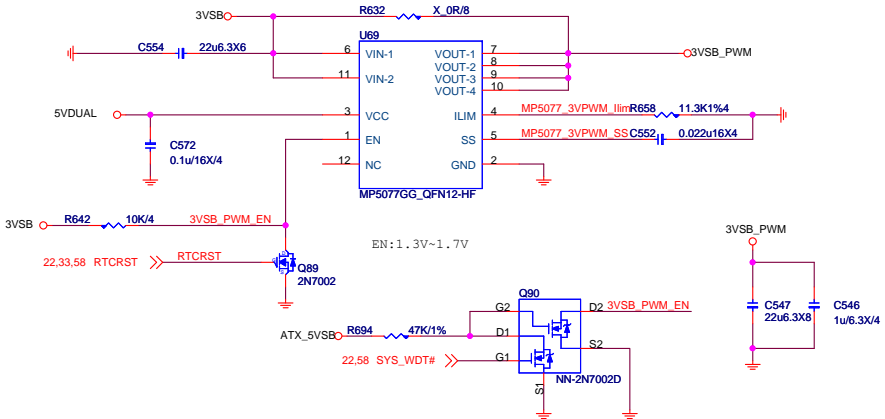 3VSB R632 X_0R/8
U69
C554 22u6.3X6 6 VIN-1 VOUT-1 7 3VSB_PWM
VOUT-2 8
11 VIN-2 VOUT-3 9
VOUT-4 10
5VDUAL 3 VCC ILIM 4 MP5077_3VPWM_Ilim R658 11.3K1%4
1 EN SS 5 MP5077_3VPWM_SS C552 0.022u16X4
C572
0.1u/16X/4
12 NC GND 2
MP5077GG_QFN12-HF
3VSB R642 10K/4 3VSB_PWM_EN
3VSB_PWM
EN:1.3V~1.7V
22,33,58 RTCRST RTCRST Q89
2N7002
Q90
G2 D2 3VSB_PWM_EN
C547
22u6.3X8
C546
1u/6.3X/4
ATX_5VSB R694 47K/1% D1
S2
22,58 SYS_WDT# G1
NN-2N7002D
S1